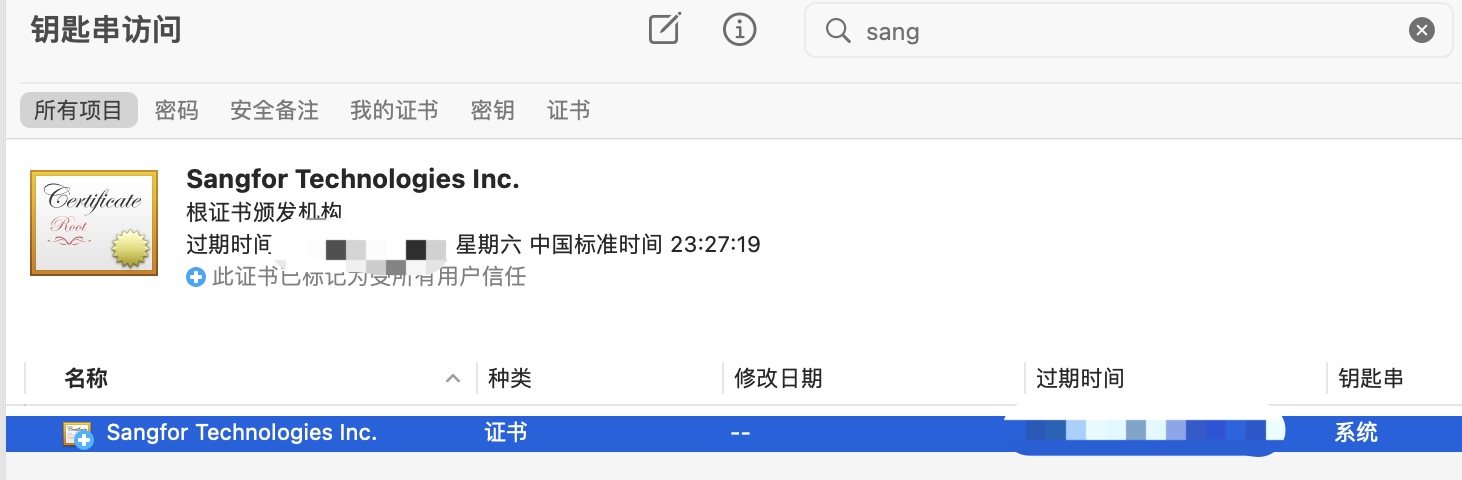 钥匙串访问
sang
所有项目 密码 安全备注 我的证书 密钥 证书
Certificate
Root
Sangfor Technologies Inc.
根证书颁发机构
过期时间 星期六 中国标准时间 23:27:19
此证书已标记为受所有用户信任
名称 种类 修改日期 过期时间 钥匙串
Sangfor Technologies Inc. 证书 -- 系统